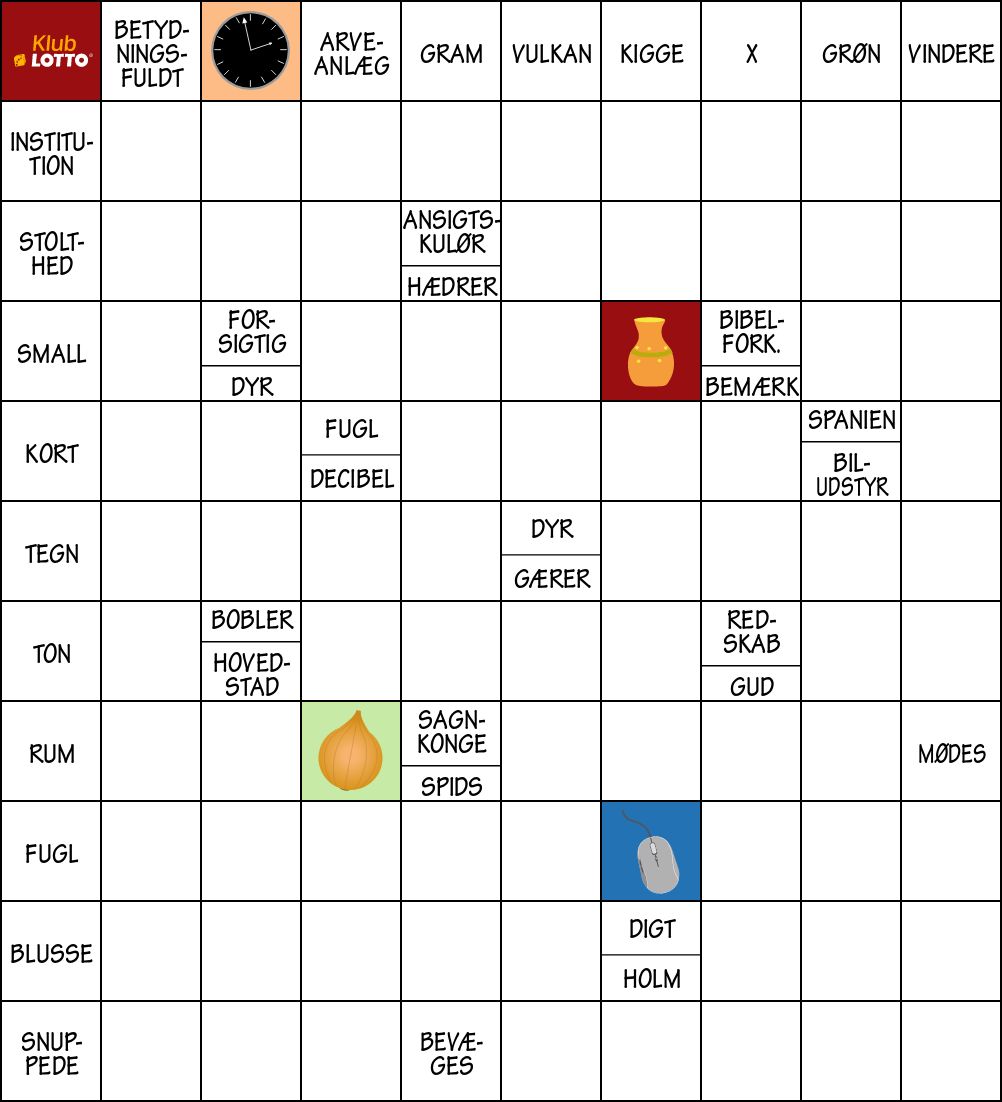 Klub
LOTTO
BETYD-
NINGS-
FULDT
ARVE-
ANLÆG
GRAM
VULKAN
KIGGE
X
GRØN
VINDERE
INSTITU-
TION
STOLT-
HED
ANSIGTS-
KULØR
HÆDRER
SMALL
FOR-
SIGTIG
DYR
BIBEL-
FORK.
BEMÆRK
KORT
FUGL
DECIBEL
SPANIEN
BIL-
UDSTYR
TEGN
DYR
GÆRER
TON
BOBLER
HOVED-
STAD
RED-
SKAB
GUD
RUM
SAGN-
KONGE
SPIDS
MØDES
FUGL
BLUSSE
DIGT
HOLM
SNUP-
PEDE
BEVÆ-
GES